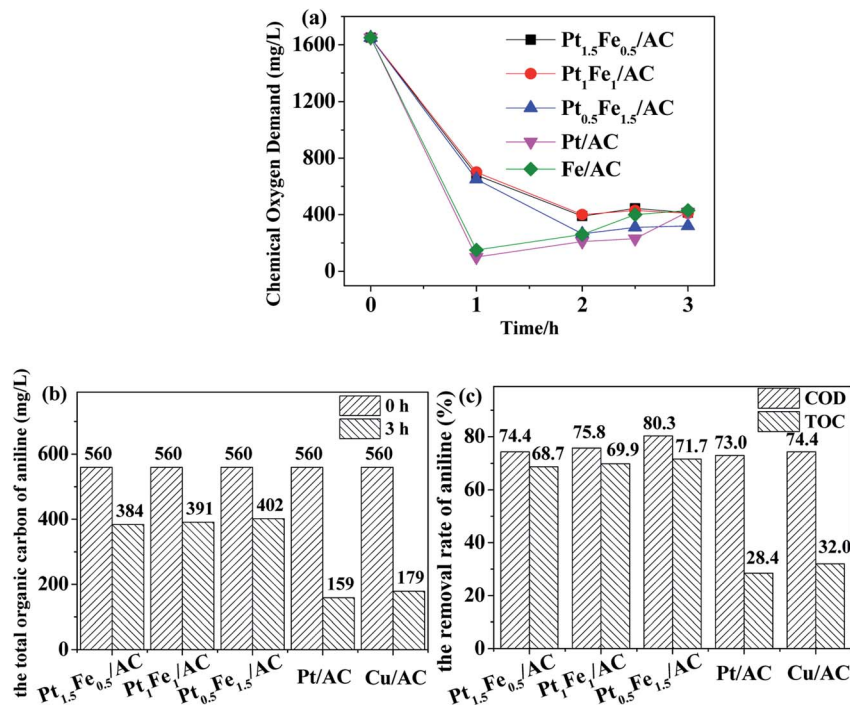 (a)
Chemical Oxygen Demand (mg/L)
1600
1200
800
400
0
Pt1.5Fe0.5/AC
Pt1Fe1/AC
Pt0.5Fe1.5/AC
Pt/AC
Fe/AC
0 1 2 3
Time/h
(b)
the total organic carbon of aniline (mg/L)
600
400
200
0
0 h
3 h
560 384 560 391 560 402 560 159 560 179
Pt1.5Fe0.5/AC Pt1Fe1/AC Pt0.5Fe1.5/AC Pt/AC Cu/AC
(c)
the removal rate of aniline (%)
80
60
40
20
0
COD
TOC
74.4 68.7 75.8 69.9 80.3 71.7 73.0 28.4 74.4 32.0
Pt1.5Fe0.5/AC Pt1Fe1/AC Pt0.5Fe1.5/AC Pt/AC Cu/AC